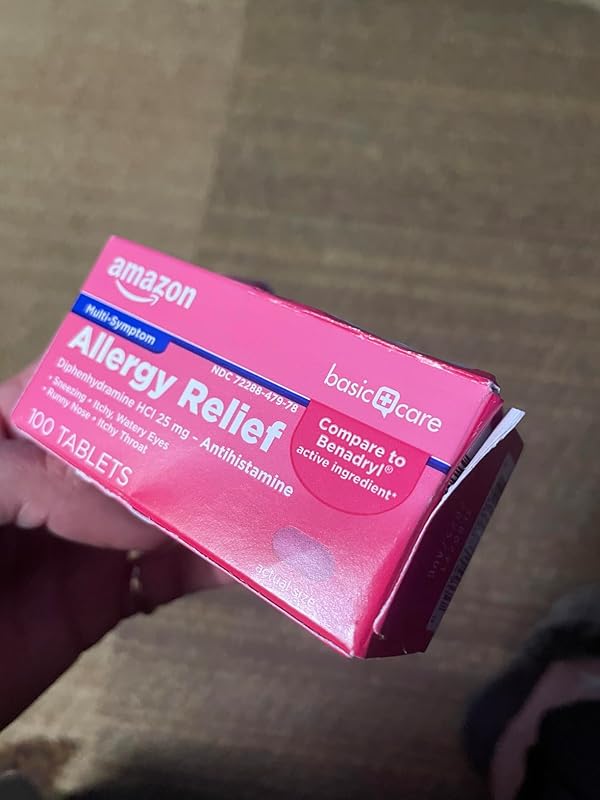 amazon
Multi-Symptom
NDC 72288-479-78
Allergy Relief
Diphenhydramine HCl 25 mg – Antihistamine
• Sneezing • Itchy, Watery Eyes
• Runny Nose • Itchy Throat
100 TABLETS
basic care
Compare to
Benadryl®
active ingredient*
actual size